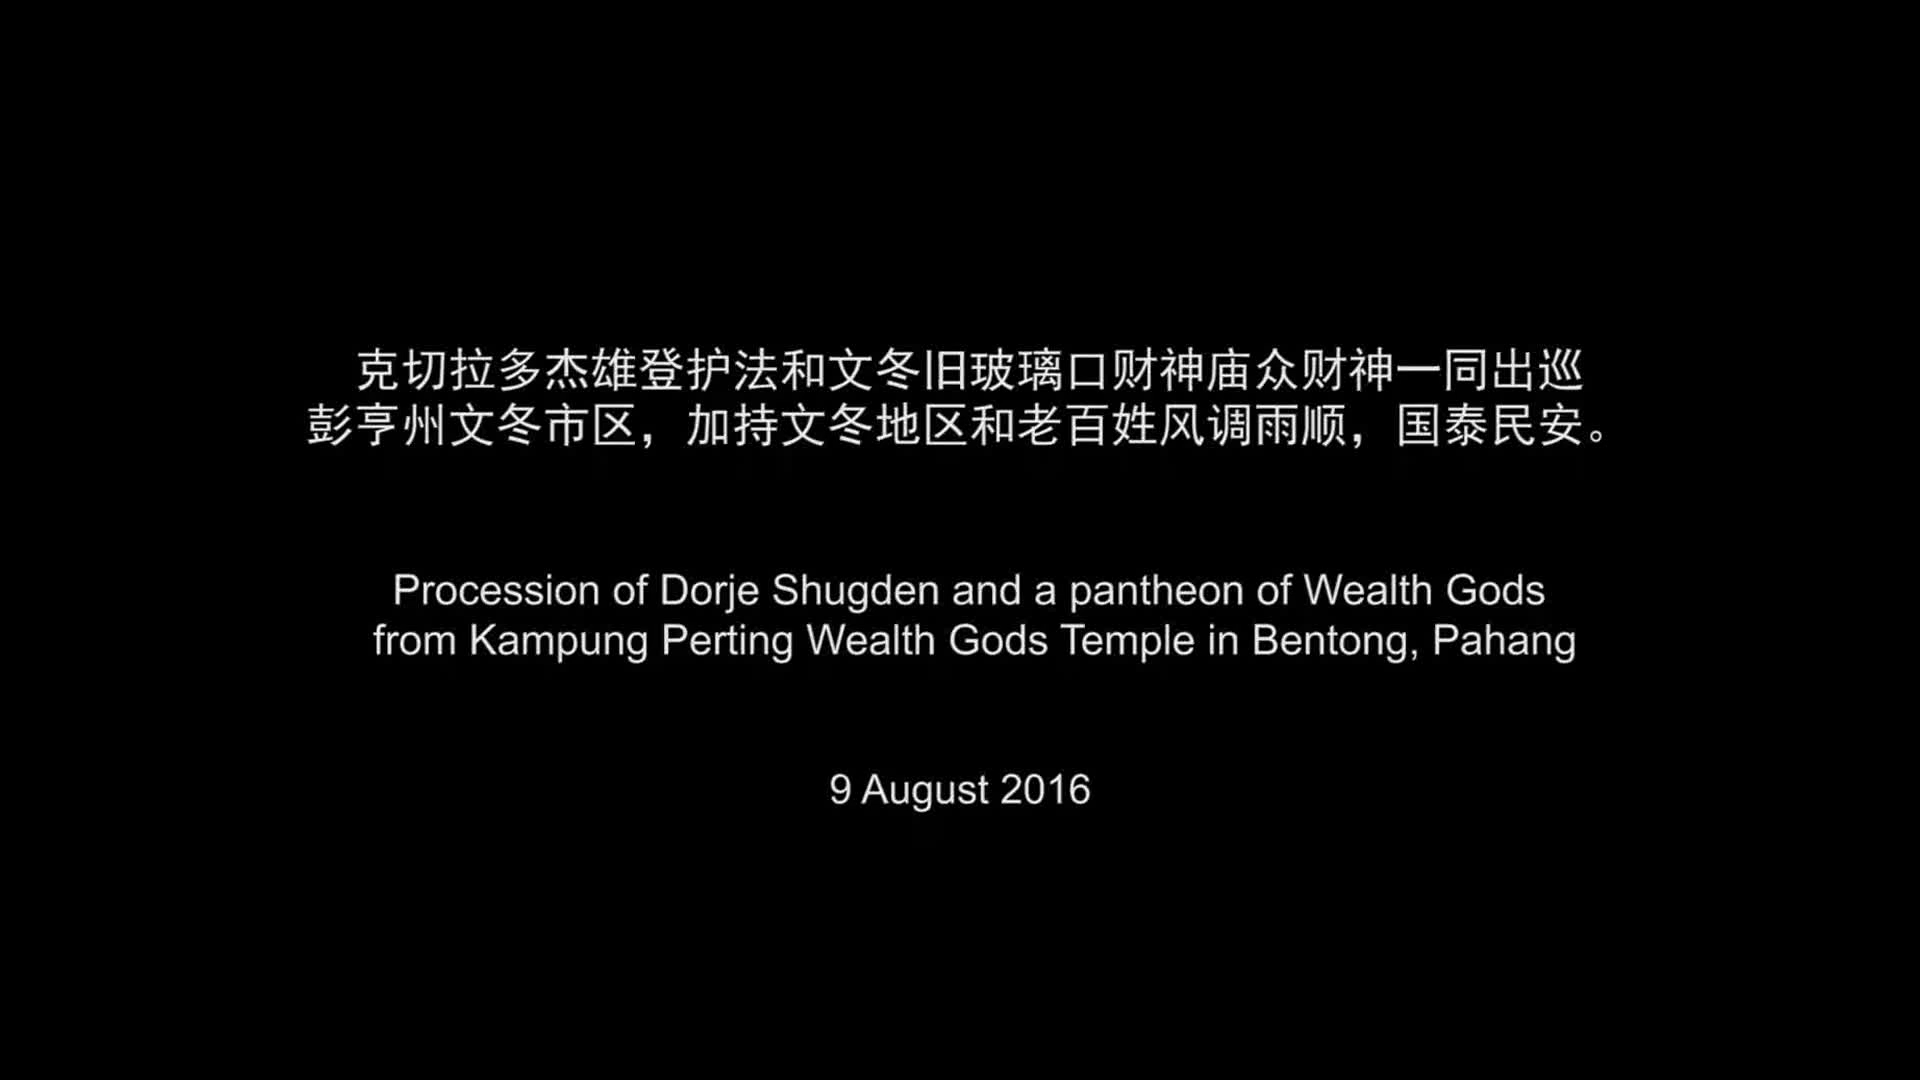 克切拉多杰雄登护法和文冬旧玻璃口财神庙众财神一同出巡
彭亨州文冬市区，加持文冬地区和老百姓风调雨顺，国泰民安。
Procession of Dorje Shugden and a pantheon of Wealth Gods
from Kampung Perting Wealth Gods Temple in Bentong, Pahang
9 August 2016